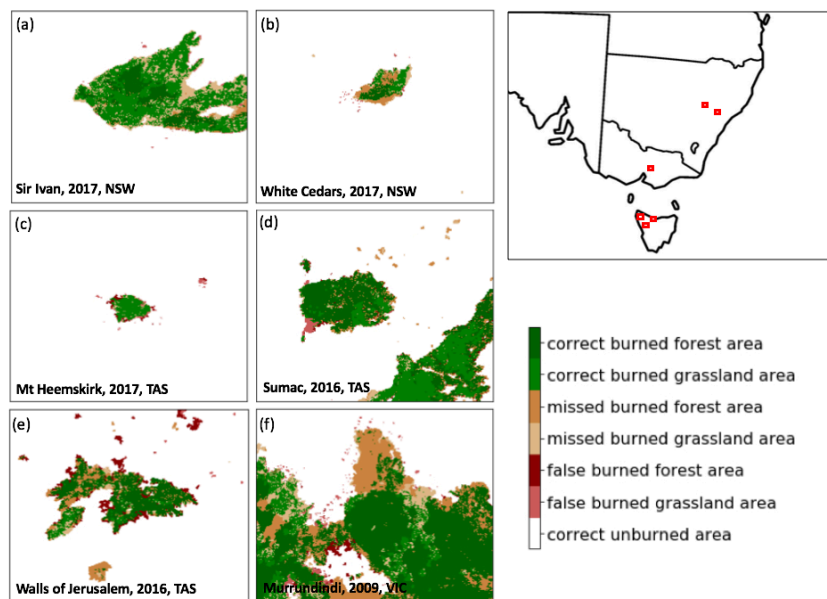 (a)
Sir Ivan, 2017, NSW
(b)
White Cedars, 2017, NSW
(c)
Mt Heemskirk, 2017, TAS
(d)
Sumac, 2016, TAS
(e)
Walls of Jerusalem, 2016, TAS
(f)
Murrundindi, 2009, VIC
correct burned forest area
correct burned grassland area
missed burned forest area
missed burned grassland area
false burned forest area
false burned grassland area
correct unburned area